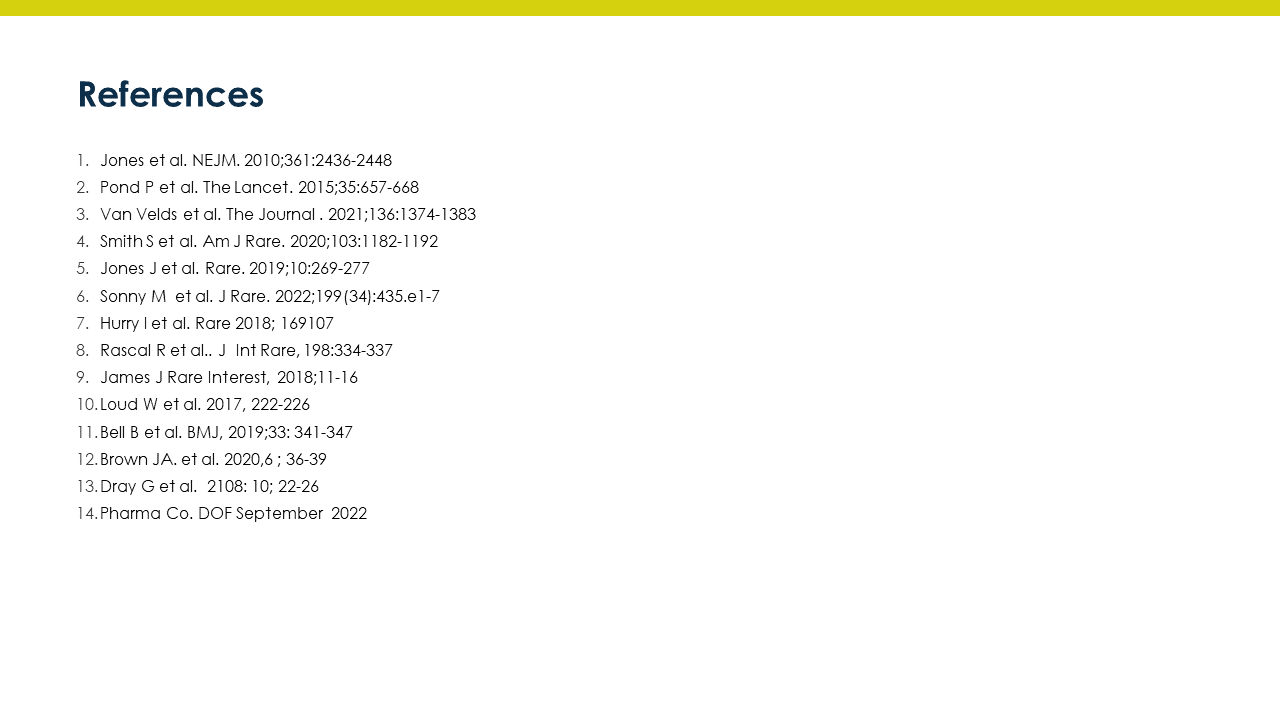 References
1. Jones et al. NEJM. 2010;361:2436-2448
2. Pond P et al. The Lancet. 2015;35:657-668
3. Van Velds et al. The Journal . 2021;136:1374-1383
4. Smith S et al. Am J Rare. 2020;103:1182-1192
5. Jones J et al. Rare. 2019;10:269-277
6. Sonny M  et al. J Rare. 2022;199(34):435.e1-7
7. Hurry I et al. Rare 2018; 169107
8. Rascal R et al.. J  Int Rare, 198:334-337
9. James J Rare Interest, 2018;11-16
10. Loud W et al. 2017, 222-226
11. Bell B et al. BMJ, 2019;33: 341-347
12. Brown JA. et al. 2020,6 ; 36-39
13. Dray G et al.  2108: 10; 22-26
14. Pharma Co. DOF September  2022